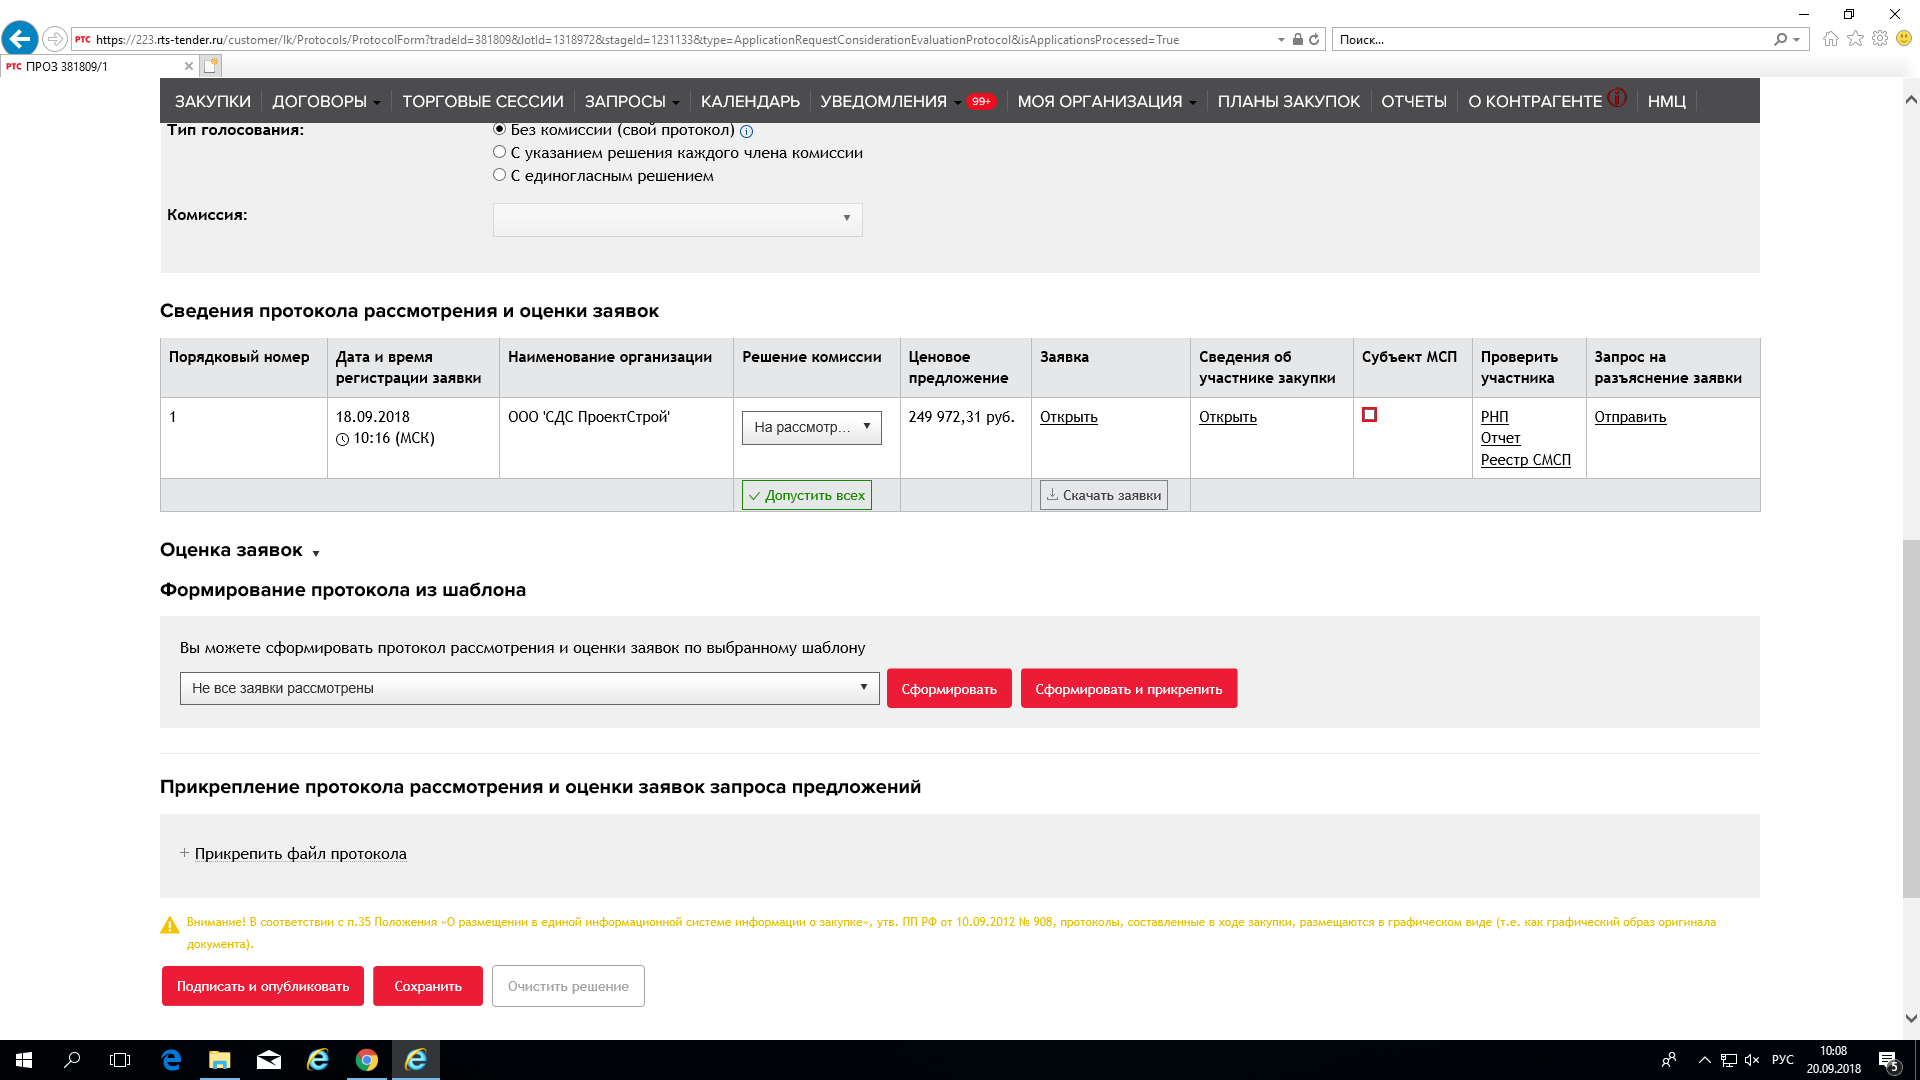 https://223.rts-tender.ru/customer/lk/Protocols/ProtocolForm?tradeId=381809&lotId=1318972&stageId=1231133&type=ApplicationRequestConsiderationEvaluationProtocol&isApplicationsProcessed=True
Поиск...
РТС ПРОЗ 381809/1
ЗАКУПКИ ДОГОВОРЫ ТОРГОВЫЕ СЕССИИ ЗАПРОСЫ КАЛЕНДАРЬ УВЕДОМЛЕНИЯ 99+ МОЯ ОРГАНИЗАЦИЯ ПЛАНЫ ЗАКУПОК ОТЧЕТЫ О КОНТРАГЕНТЕ НМЦ
Тип голосования:
Без комиссии (свой протокол)
С указанием решения каждого члена комиссии
С единогласным решением
Комиссия:
Сведения протокола рассмотрения и оценки заявок
Порядковый номер
Дата и время
регистрации заявки
Наименование организации
Решение комиссии
Ценовое
предложение
Заявка
Сведения об
участнике закупки
Субъект МСП
Проверить
участника
Запрос на
разъяснение заявки
1
18.09.2018
10:16 (МСК)
ООО 'СДС ПроектСтрой'
На рассмотр...
249 972,31 руб.
Открыть
Открыть
РНП
Отчет
Реестр СМСП
Отправить
Допустить всех
Скачать заявки
Оценка заявок
Формирование протокола из шаблона
Вы можете сформировать протокол рассмотрения и оценки заявок по выбранному шаблону
Не все заявки рассмотрены
Сформировать
Сформировать и прикрепить
Прикрепление протокола рассмотрения и оценки заявок запроса предложений
+ Прикрепить файл протокола
Внимание! В соответствии с п.35 Положения «О размещении в единой информационной системе информации о закупке», утв. ПП РФ от 10.09.2012 № 908, протоколы, составленные в ходе закупки, размещаются в графическом виде (т.е. как графический образ оригинала
документа).
Подписать и опубликовать
Сохранить
Очистить решение
РУС
10:08
20.09.2018
5